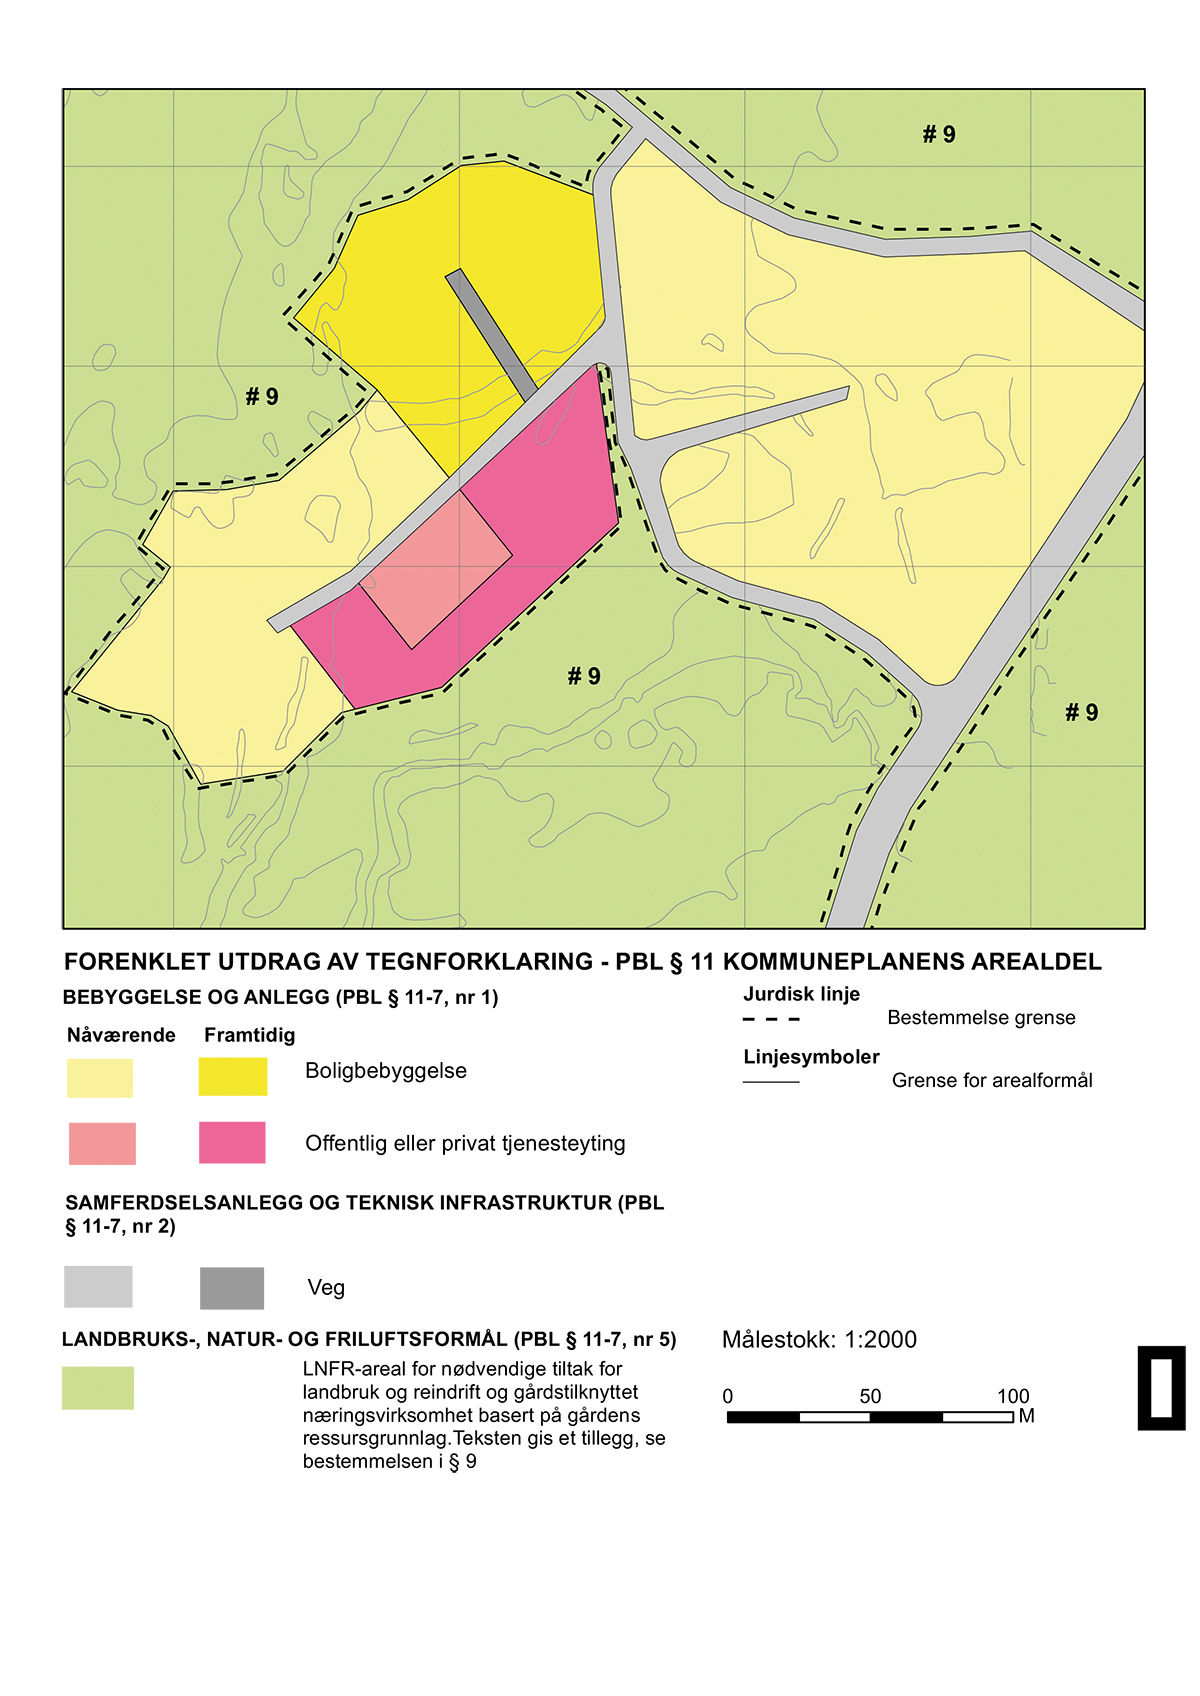 # 9
# 9
# 9
# 9
FORENKLET UTDRAG AV TEGNFORKLARING - PBL § 11 KOMMUNEPLANENS AREALDEL
BEBYGGELSE OG ANLEGG (PBL § 11-7, nr 1)
Nåværende Framtidig
Boligbebyggelse
Offentlig eller privat tjenesteyting
SAMFERDSELSANLEGG OG TEKNISK INFRASTRUKTUR (PBL
§ 11-7, nr 2)
Veg
LANDBRUKS-, NATUR- OG FRILUFTSFORMÅL (PBL § 11-7, nr 5)
LNFR-areal for nødvendige tiltak for
landbruk og reindrift og gårdstilknyttet
næringsvirksomhet basert på gårdens
ressursgrunnlag.Teksten gis et tillegg, se
bestemmelsen i § 9
Jurdisk linje
Bestemmelse grense
Linjesymboler
Grense for arealformål
Målestokk: 1:2000
0 50 100
M